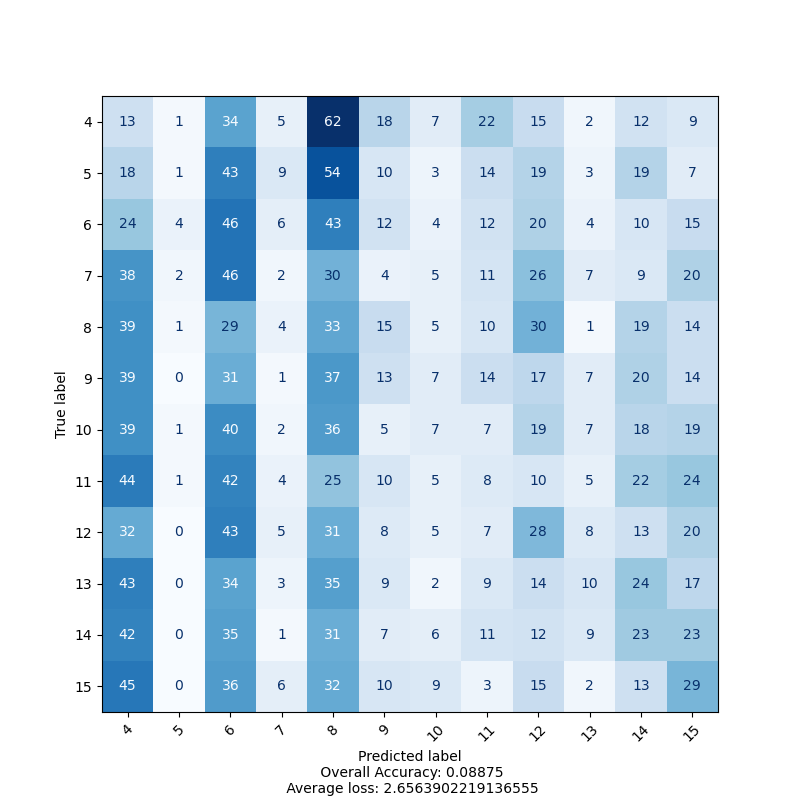 4 13 1 34 5 62 18 7 22 15 2 12 9
5 18 1 43 9 54 10 3 14 19 3 19 7
6 24 4 46 6 43 12 4 12 20 4 10 15
7 38 2 46 2 30 4 5 11 26 7 9 20
8 39 1 29 4 33 15 5 10 30 1 19 14
9 39 0 31 1 37 13 7 14 17 7 20 14
10 39 1 40 2 36 5 7 7 19 7 18 19
11 44 1 42 4 25 10 5 8 10 5 22 24
12 32 0 43 5 31 8 5 7 28 8 13 20
13 43 0 34 3 35 9 2 9 14 10 24 17
14 42 0 35 1 31 7 6 11 12 9 23 23
15 45 0 36 6 32 10 9 3 15 2 13 29
True label
4 5 6 7 8 9 10 11 12 13 14 15
Predicted label
Overall Accuracy: 0.08875
Average loss: 2.6563902219136555